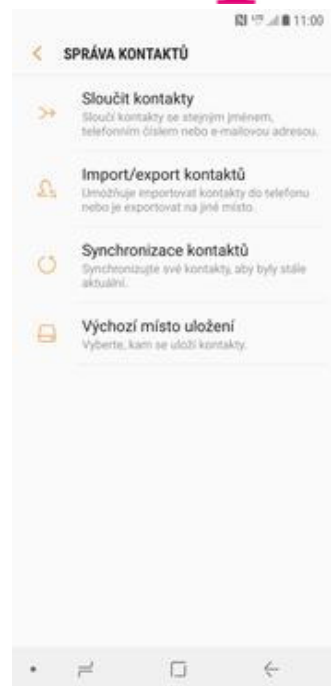 11:00
SPRÁVA KONTAKTŮ
Sloučit kontakty
Sloučí kontakty se stejným jménem,
telefonním číslem nebo e-mailovou adresou.
Import/export kontaktů
Umožňuje importovat kontakty do telefonu
nebo je exportovat na jiné místo.
Synchronizace kontaktů
Synchronizujte své kontakty, aby byly stále
aktuální.
Výchozí místo uložení
Vyberte, kam se uloží kontakty.